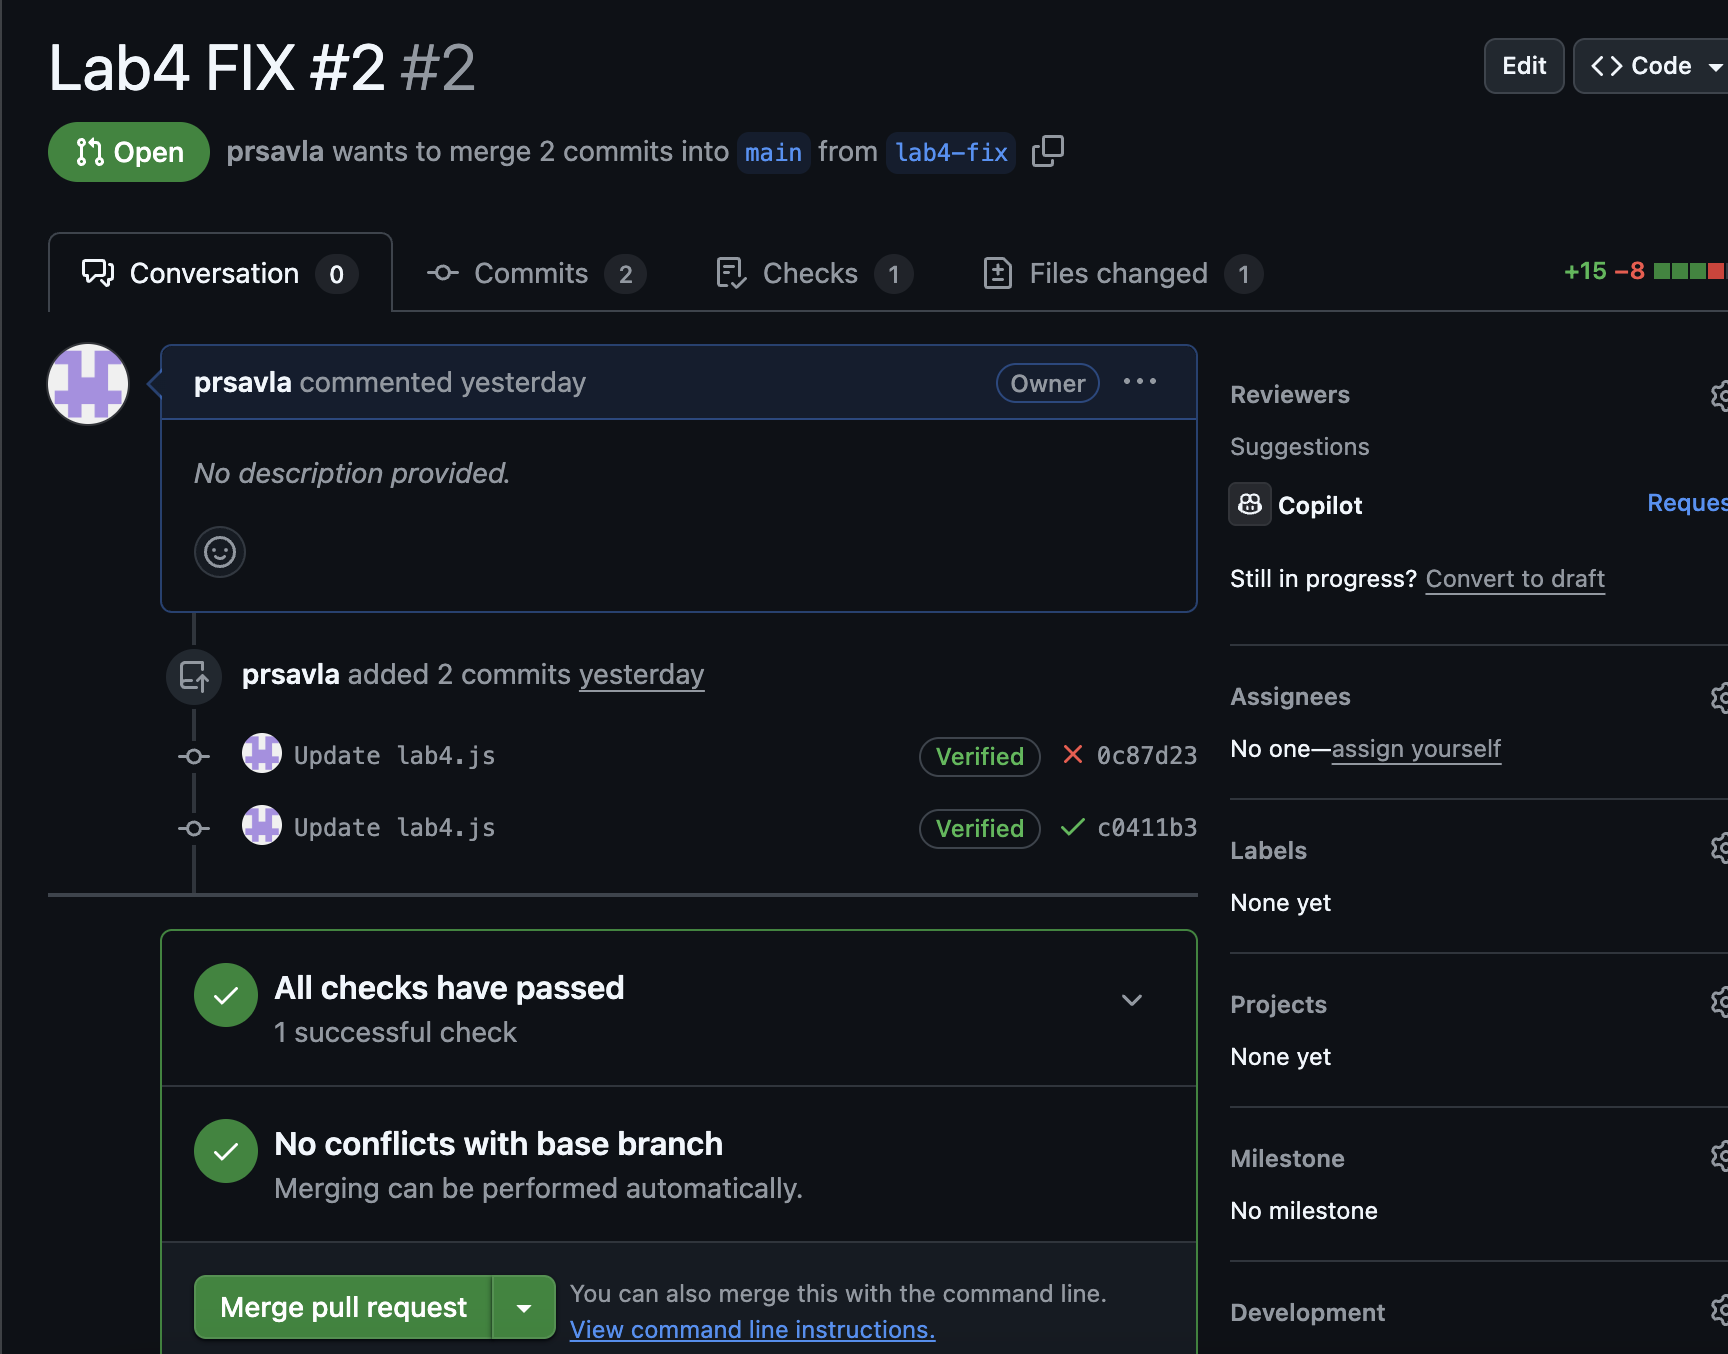 Lab4 FIX #2 #2
Edit
Code
Open
prsavla wants to merge 2 commits into main from lab4-fix
Conversation 0
Commits 2
Checks 1
Files changed 1
+15 −8
prsavla commented yesterday
Owner
No description provided.
prsavla added 2 commits yesterday
Update lab4.js
Verified
0c87d23
Update lab4.js
Verified
c0411b3
All checks have passed
1 successful check
No conflicts with base branch
Merging can be performed automatically.
Merge pull request
You can also merge this with the command line.
View command line instructions.
Reviewers
Suggestions
Copilot
Reques
Still in progress? Convert to draft
Assignees
No one—assign yourself
Labels
None yet
Projects
None yet
Milestone
No milestone
Development